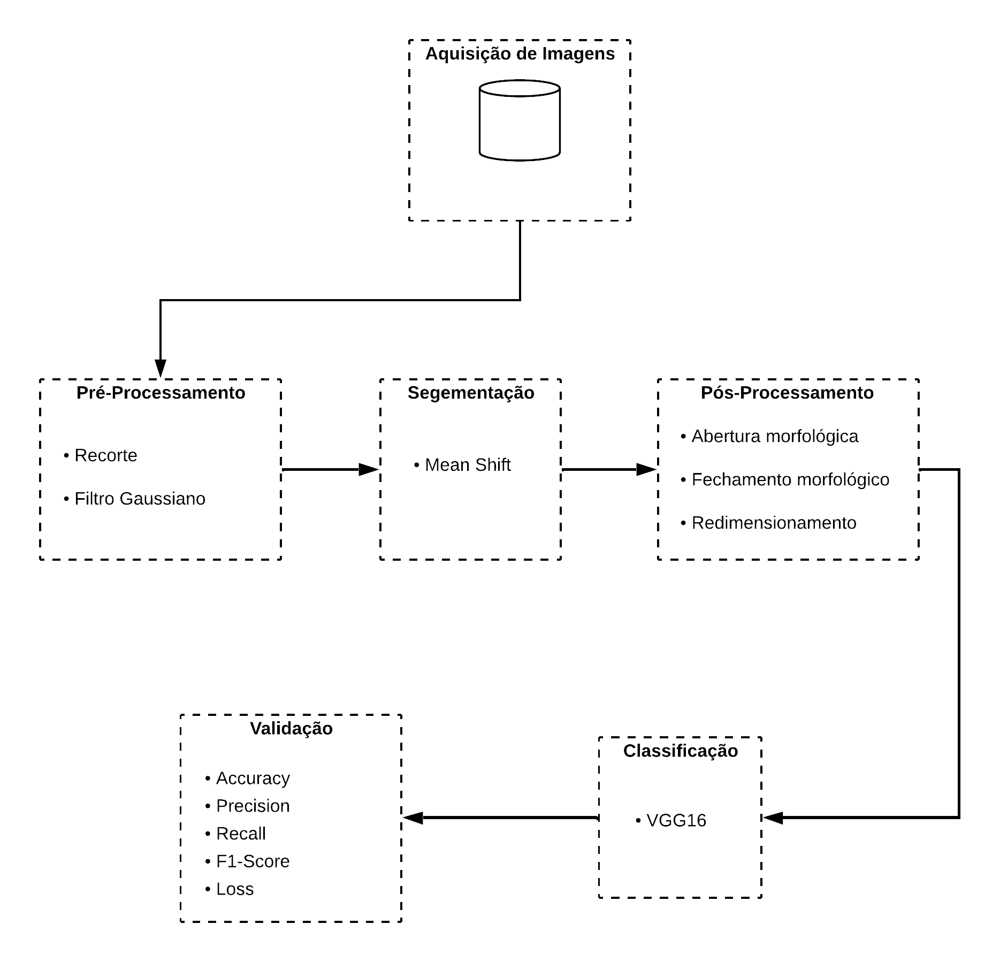 Aquisição de Imagens
Pré-Processamento
• Recorte
• Filtro Gaussiano
Segementação
• Mean Shift
Pós-Processamento
• Abertura morfológica
• Fechamento morfológico
• Redimensionamento
Classificação
• VGG16
Validação
• Accuracy
• Precision
• Recall
• F1-Score
• Loss